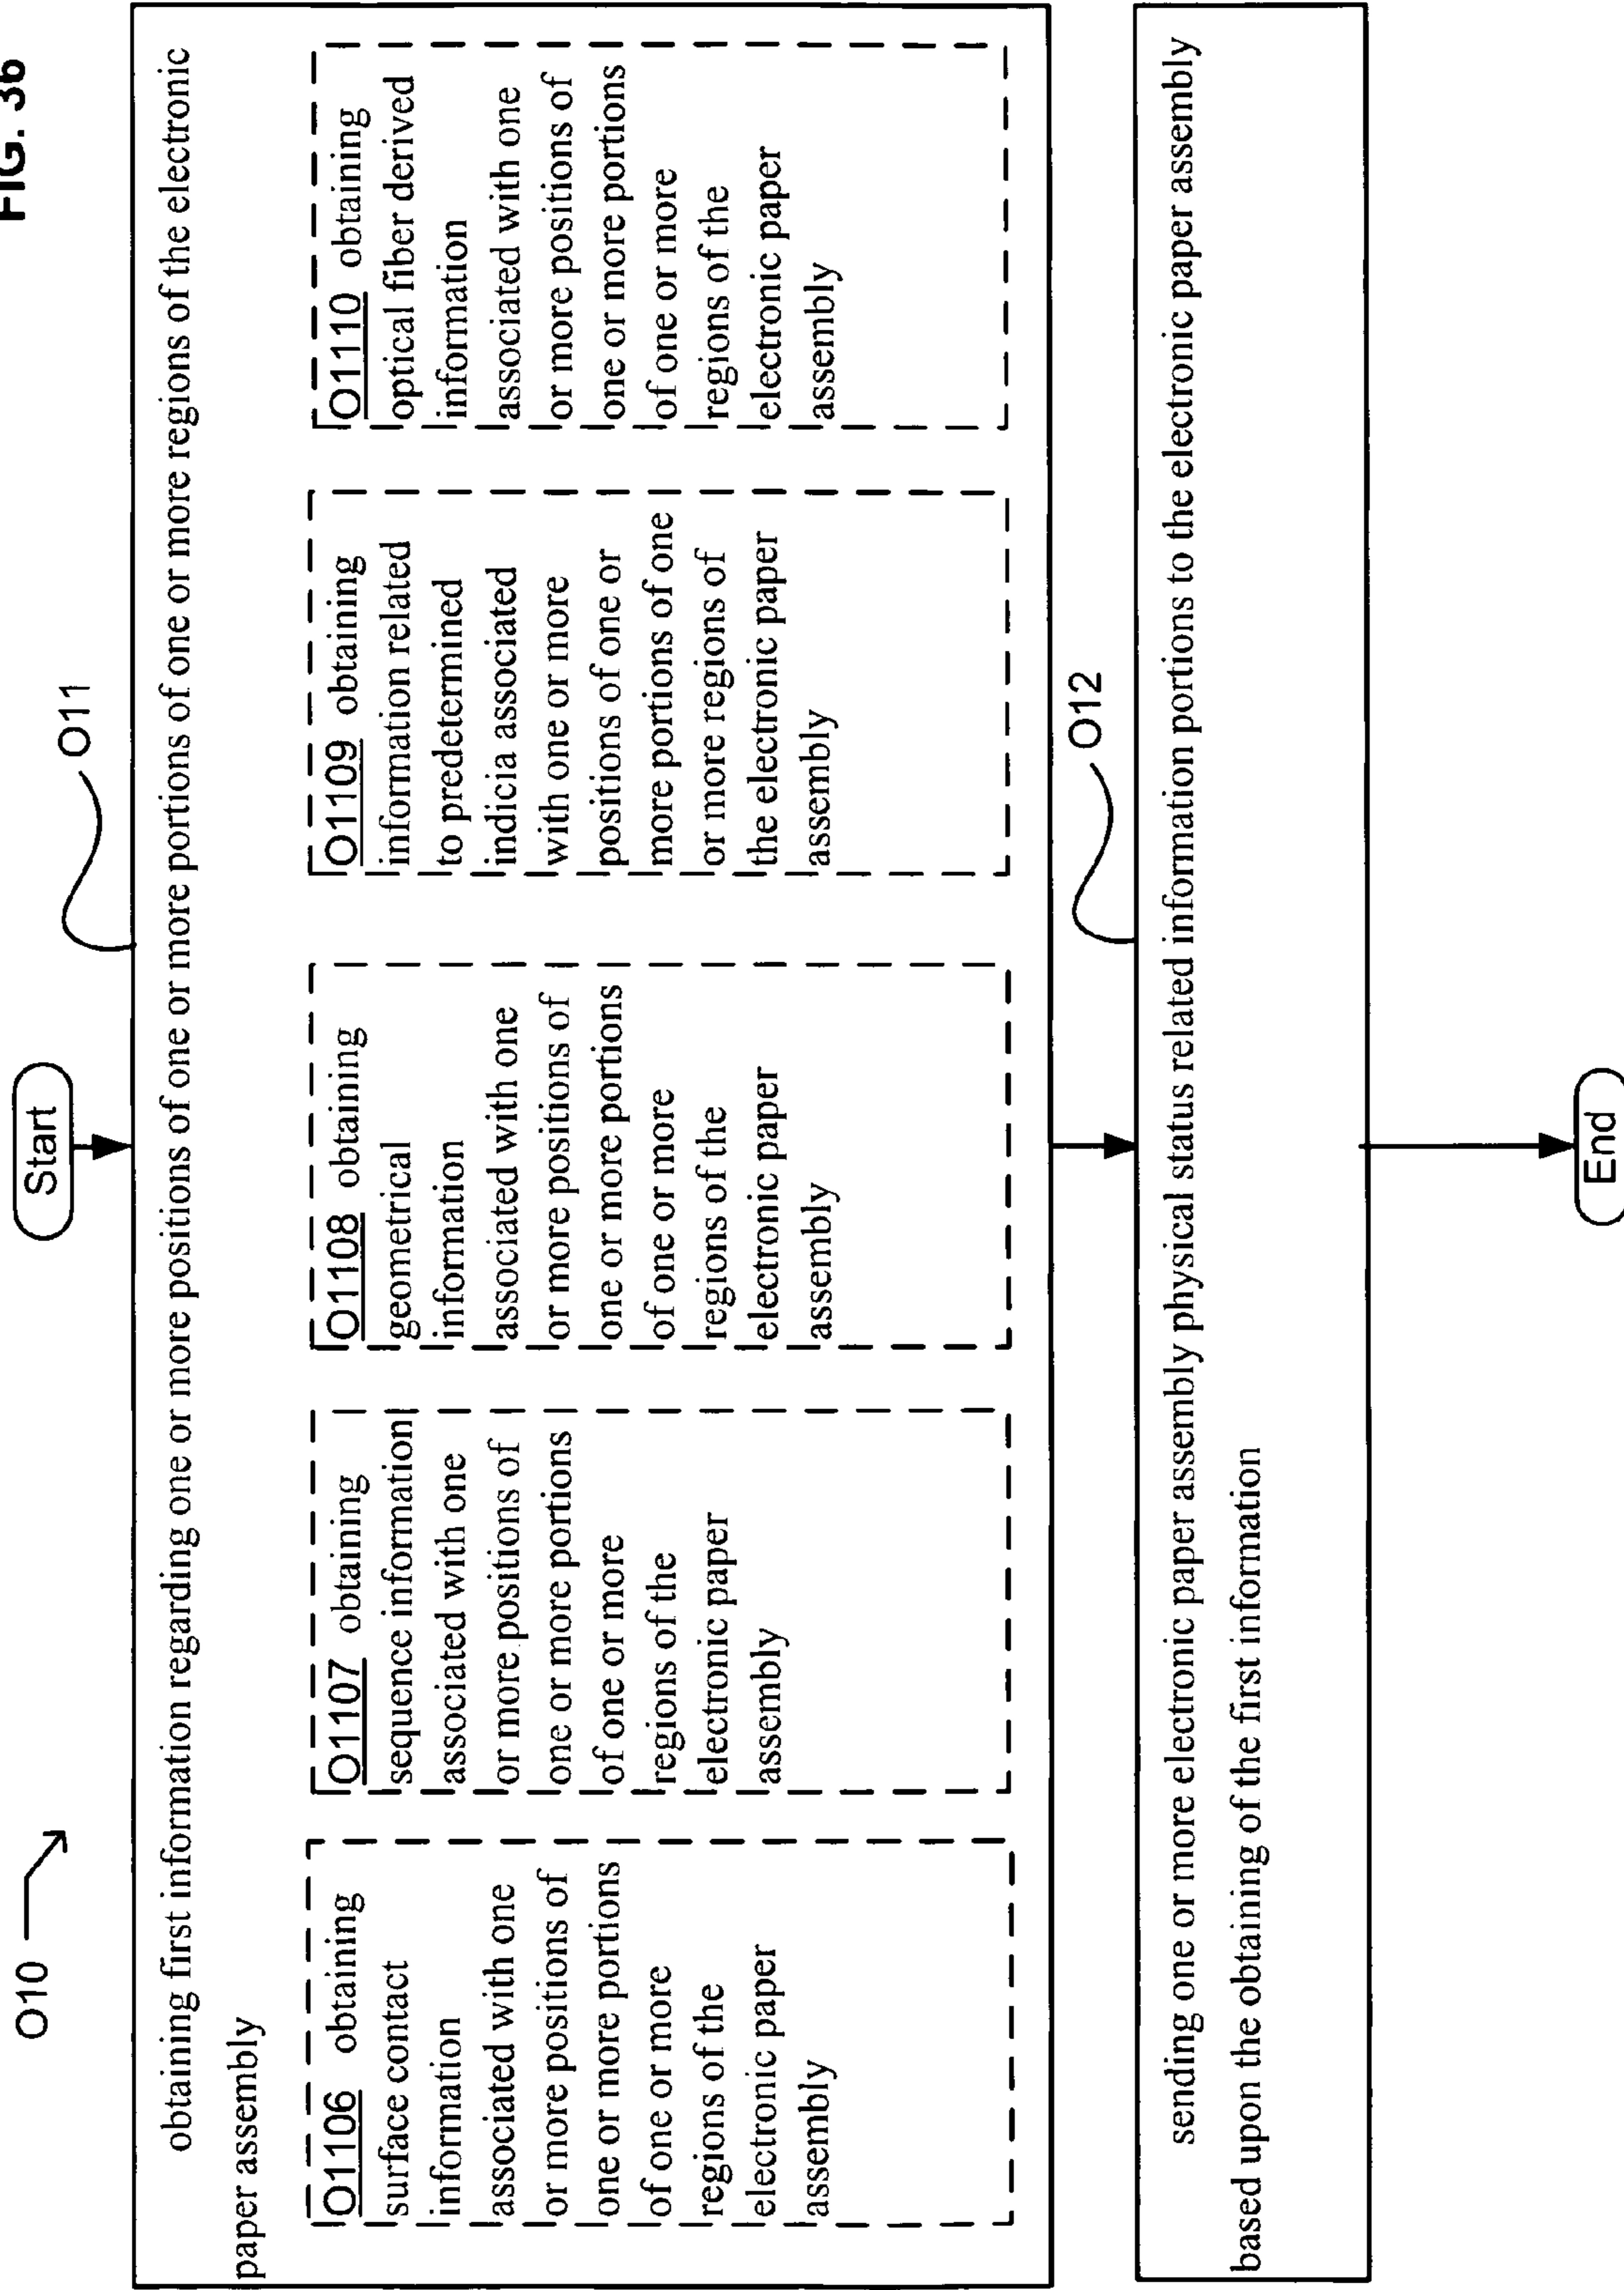 FIG. 3b
O10
Start
O11
obtaining first information regarding one or more positions of one or more portions of one or more regions of the electronic
paper assembly
O1106 obtaining
surface contact
information
associated with one
or more positions of
one or more portions
of one or more
regions of the
electronic paper
assembly
O1107 obtaining
sequence information
associated with one
or more positions of
one or more portions
of one or more
regions of the
electronic paper
assembly
O1108 obtaining
geometrical
information
associated with one
or more positions of
one or more portions
of one or more
regions of the
electronic paper
assembly
O1109 obtaining
information related
to predetermined
indicia associated
with one or more
positions of one or
more portions of one
or more regions of
the electronic paper
assembly
O1110 obtaining
optical fiber derived
information
associated with one
or more positions of
one or more portions
of one or more
regions of the
electronic paper
assembly
O12
sending one or more electronic paper assembly physical status related information portions to the electronic paper assembly
based upon the obtaining of the first information
End